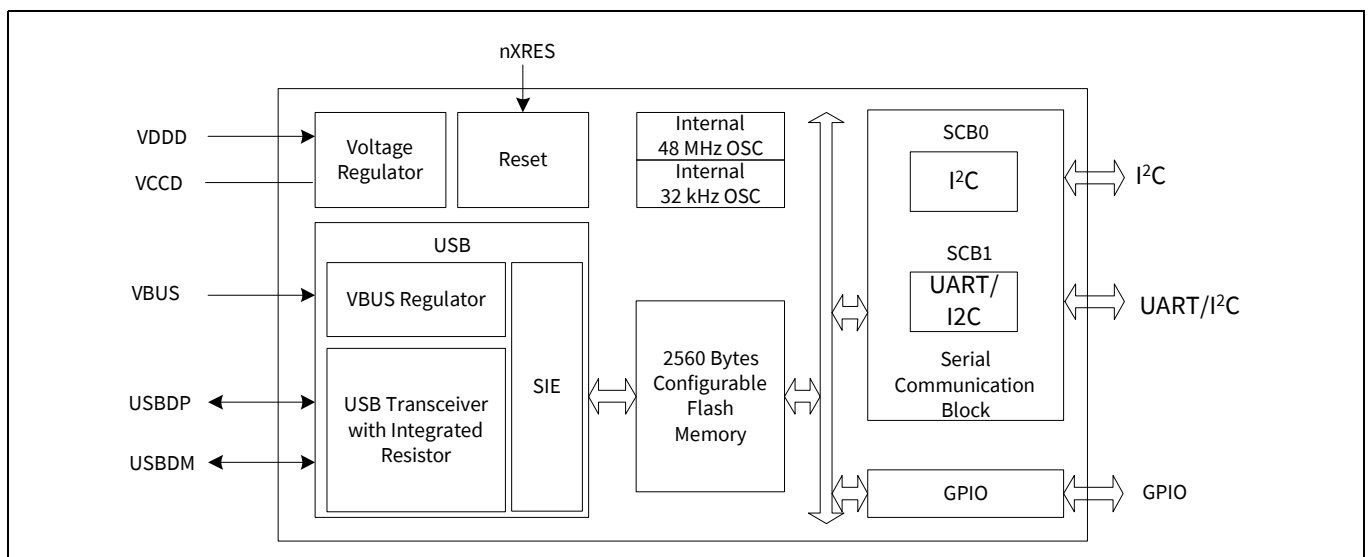 nXRES
VDDD
VCCD
Voltage
Regulator
Reset
Internal
48 MHz OSC
Internal
32 kHz OSC
SCB0
I²C
I²C
USB
VBUS
VBUS Regulator
SIE
SCB1
UART/
I2C
UART/I²C
2560 Bytes
Configurable
Flash
Memory
Serial
Communication
Block
USBDP
USBDM
USB Transceiver
with Integrated
Resistor
GPIO
GPIO